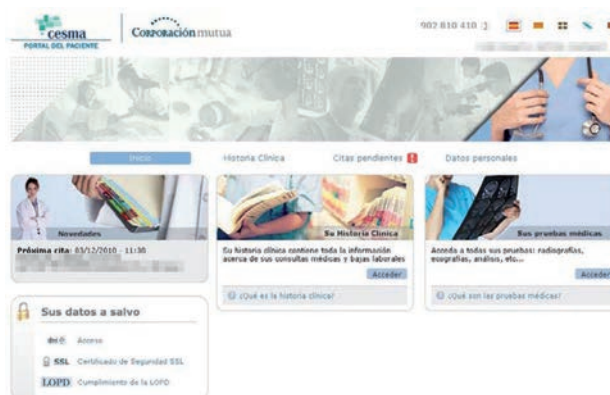 cesma
PORTAL DEL PACIENTE
CORPORACIÓN mutua
902 810 410
Inicio
Historia Clínica
Citas pendientes
Datos personales
Novedades
Próxima cita: 03/12/2010 - 11:30
Su Historia Clínica
Su historia clínica contiene toda la información
acerca de sus consultas médicas y bajas laborales
Acceder
¿Qué es la historia clínica?
Sus pruebas médicas
Acceda a todas sus pruebas: radiografías,
ecografías, análisis, etc...
Acceder
¿Qué son las pruebas médicas?
Sus datos a salvo
Acceso
SSL Certificado de Seguridad SSL
LOPD Cumplimiento de la LOPD